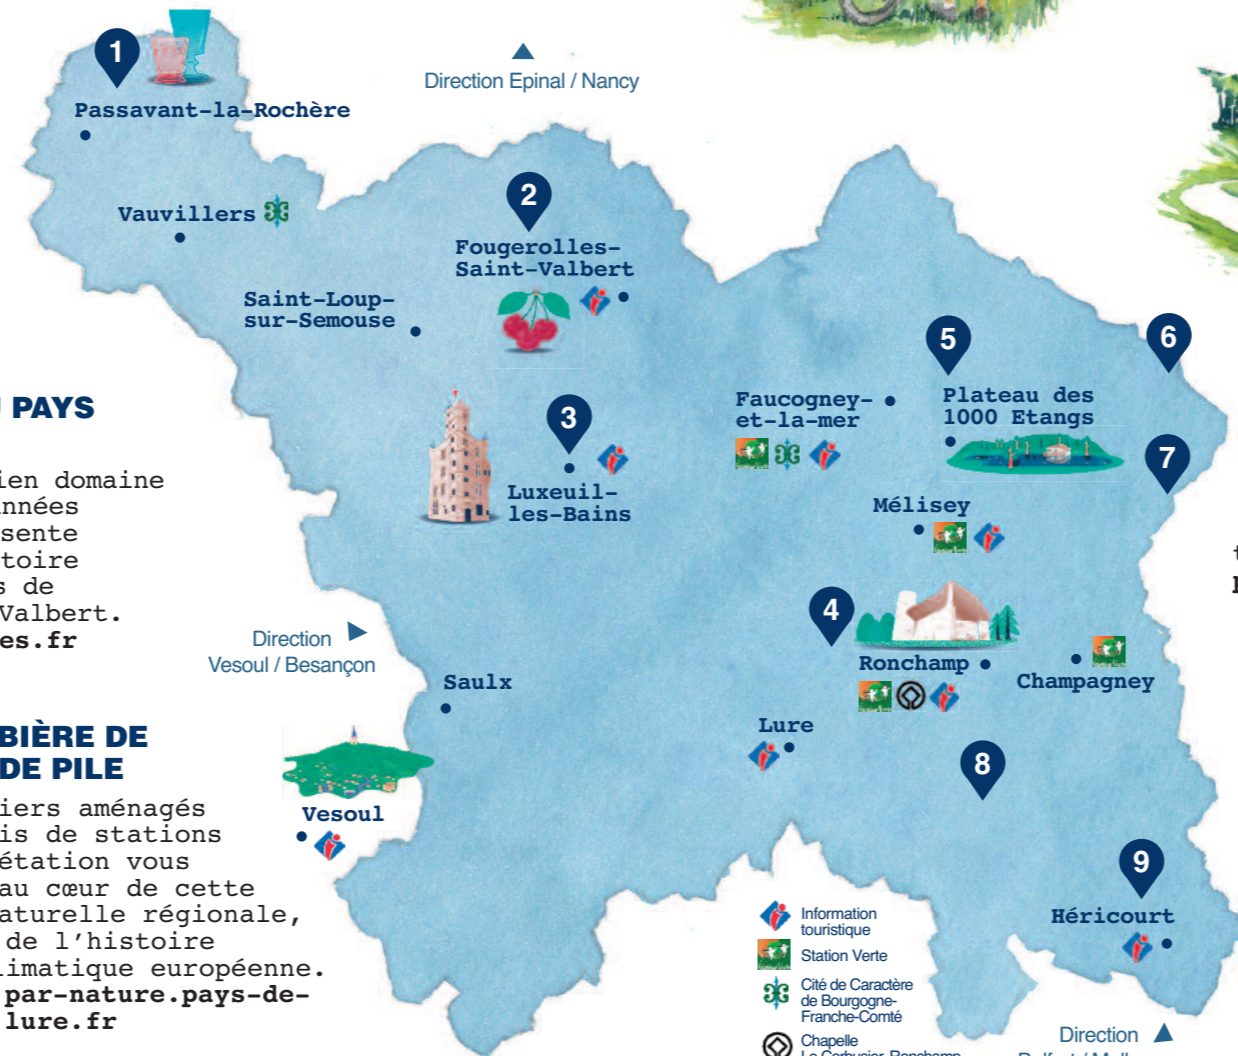 Direction Epinal / Nancy
1
Passavant-la-Rochère
Vauvillers
2
Fougerolles-
Saint-Valbert
Saint-Loup-
sur-Semouse
3
Luxeuil-
les-Bains
Faucogney-
et-la-mer
5
Plateau des
1000 Etangs
6
7
Mélisey
4
Ronchamp
Champagney
Lure
8
9
Héricourt
Saulx
Vesoul
Direction
Vesoul / Besançon
PAYS
ien domaine
nnées
sente
toire
s de
Valbert.
es.fr
BIÈRE DE
DE PILE
iers aménagés
is de stations
étation vous
au cœur de cette
aturelle régionale,
de l'histoire
limatique européenne.
par-nature.pays-de-
lure.fr
Information
touristique
Station Verte
Cité de Caractère
de Bourgogne-
Franche-Comté
Chapelle
Le Corbusier-Ronchamp
Direction